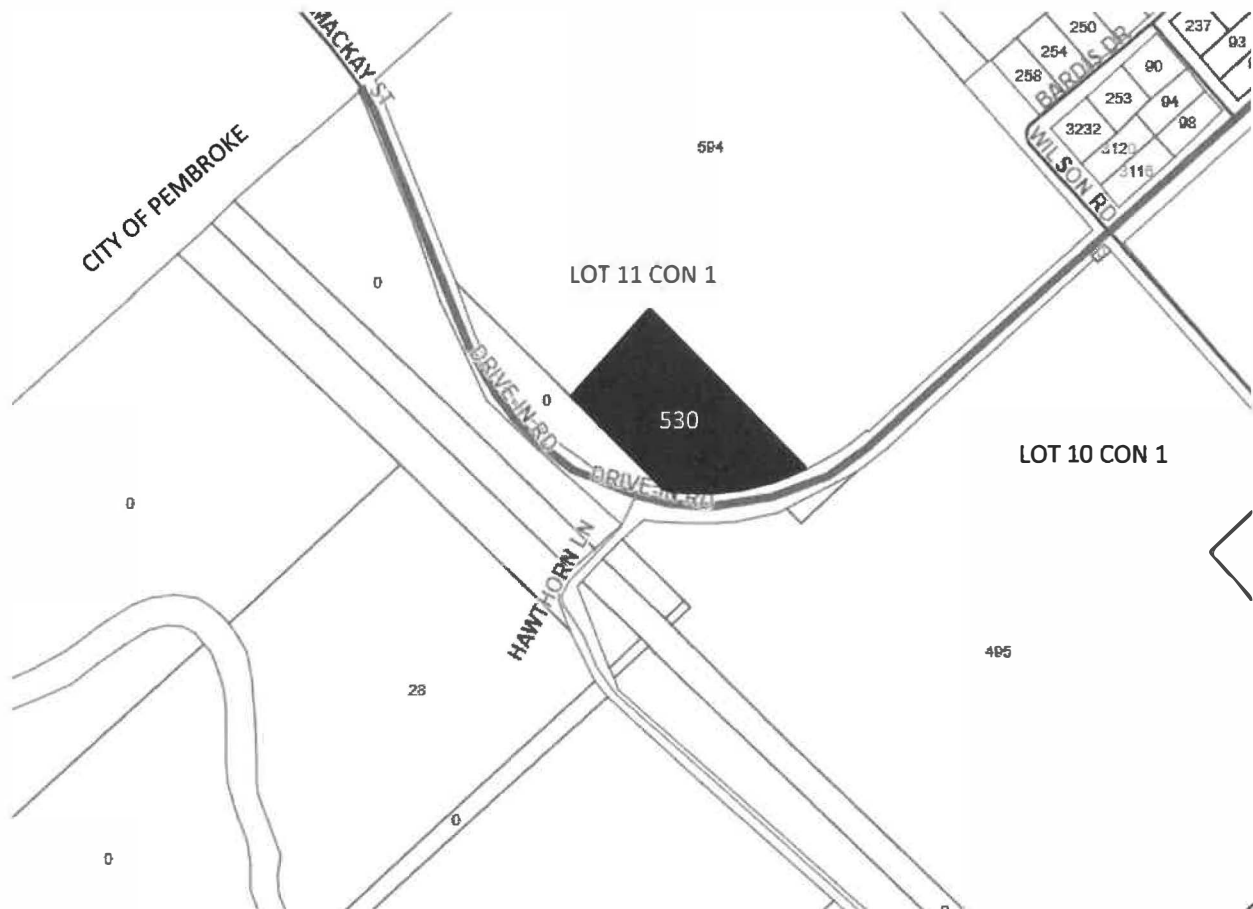 MACKAY ST
250
237
254
93
258
BARDIS DR
90
253
94
98
3232
3120
3116
WILSON RD
594
CITY OF PEMBROKE
0
LOT 11 CON 1
DRIVE-IN-RD
0
530
DRIVE-IN-RD
LOT 10 CON 1
0
HAWTHORN LN
495
28
0
0